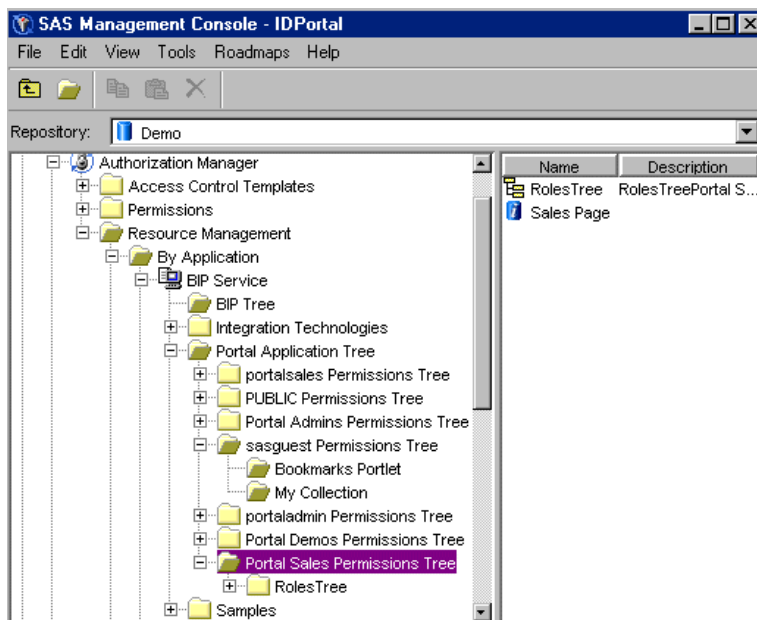 SAS Management Console - IDPortal
File Edit View Tools Roadmaps Help
Repository: Demo
Authorization Manager
Access Control Templates
Permissions
Resource Management
By Application
BIP Service
BIP Tree
Integration Technologies
Portal Application Tree
portalsales Permissions Tree
PUBLIC Permissions Tree
Portal Admins Permissions Tree
sasguest Permissions Tree
Bookmarks Portlet
My Collection
portaladmin Permissions Tree
Portal Demos Permissions Tree
Portal Sales Permissions Tree
RolesTree
Samples
Name Description
RolesTree RolesTreePortal S...
Sales Page